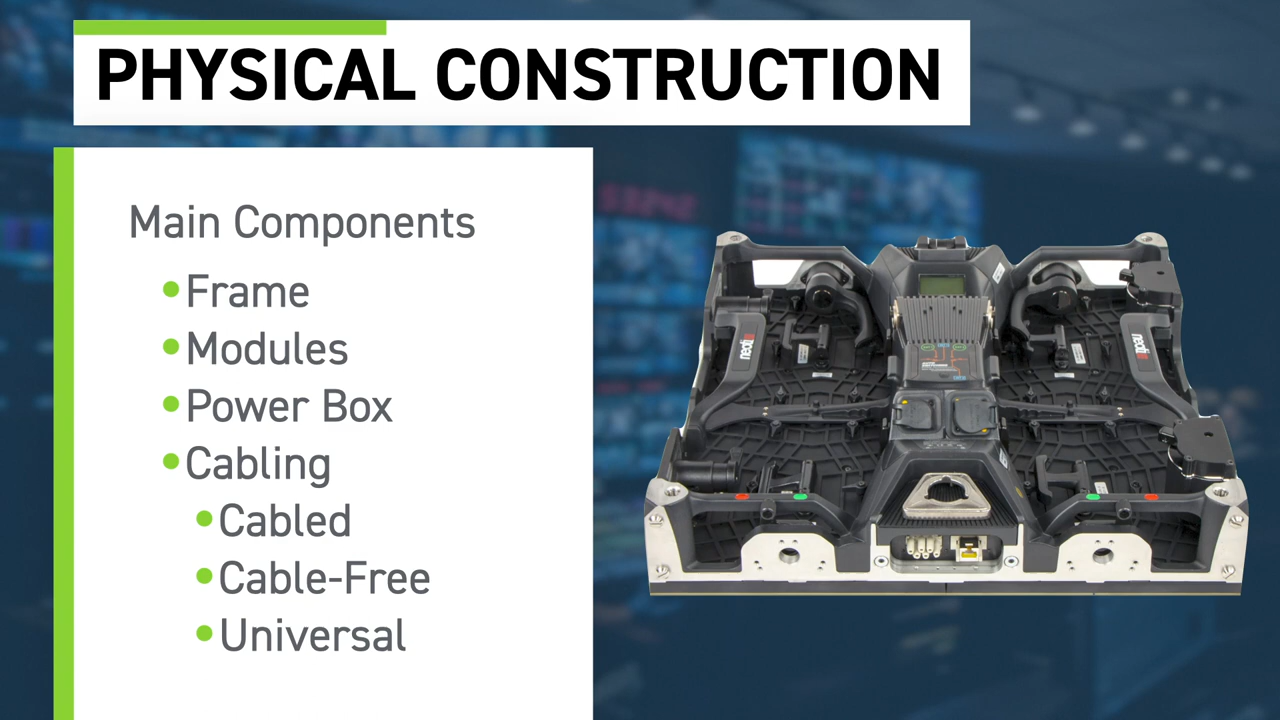 PHYSICAL CONSTRUCTION
Main Components
•Frame
•Modules
•Power Box
•Cabling
•Cabled
•Cable-Free
•Universal